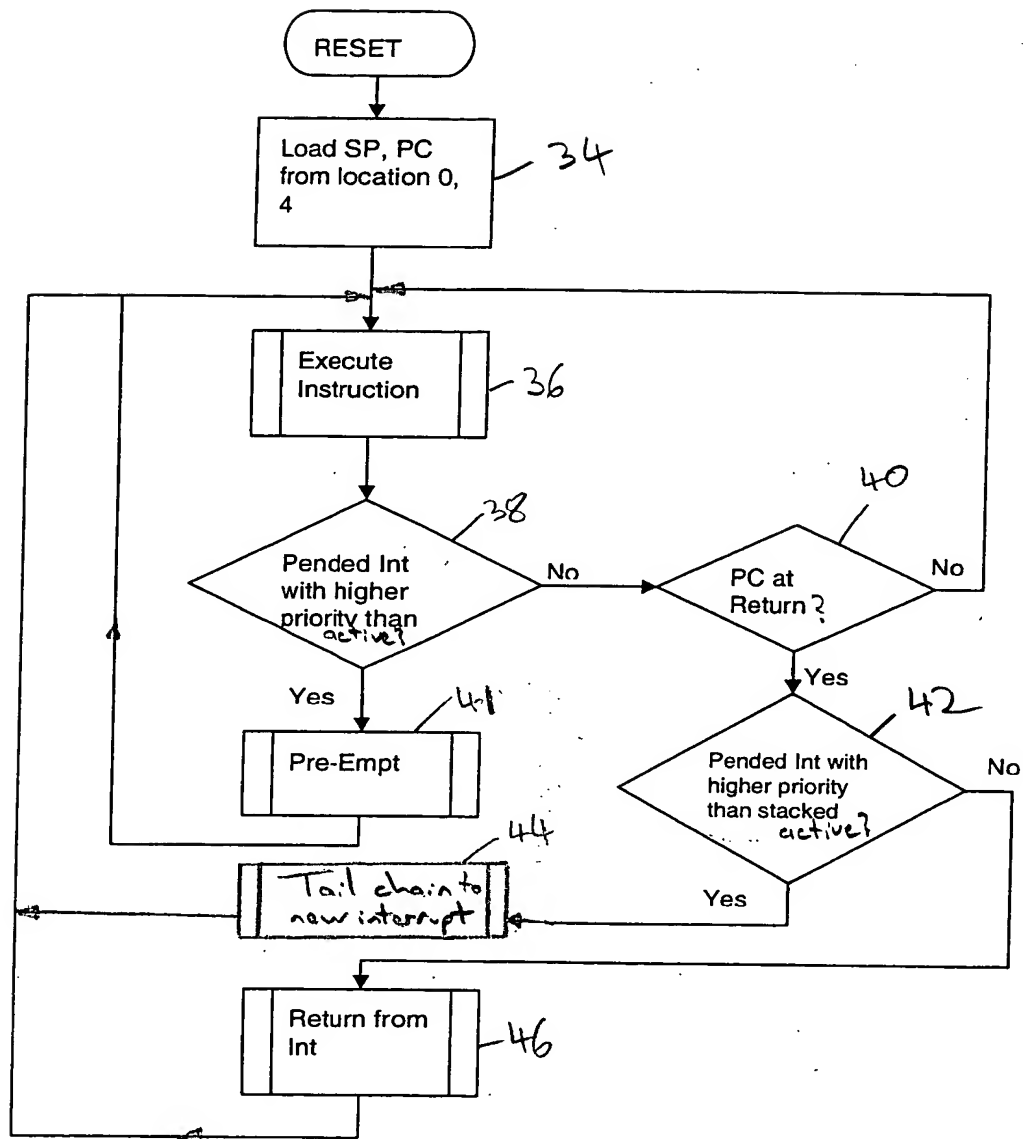 RESET
Load SP, PC
from location 0,
4
34
Execute
Instruction
36
38
Pended Int
with higher
priority than
active?
No
40
PC at
Return?
No
Yes
41
Pre-Empt
Yes
42
Pended Int with
higher priority
than stacked
active?
No
Yes
44
Tail chain to
new interrupt
Return from
Int
46